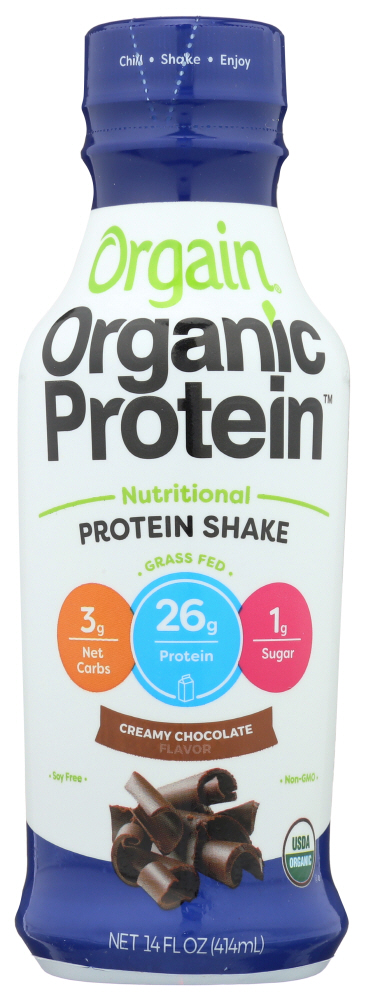 Chill • Shake • Enjoy
Orgain®
Organic
Protein™
Nutritional
PROTEIN SHAKE
• GRASS FED •
3g
Net
Carbs
26g
Protein
1g
Sugar
CREAMY CHOCOLATE
FLAVOR
• Soy Free •
• Non-GMO •
USDA
ORGANIC
NET 14 FL OZ (414mL)